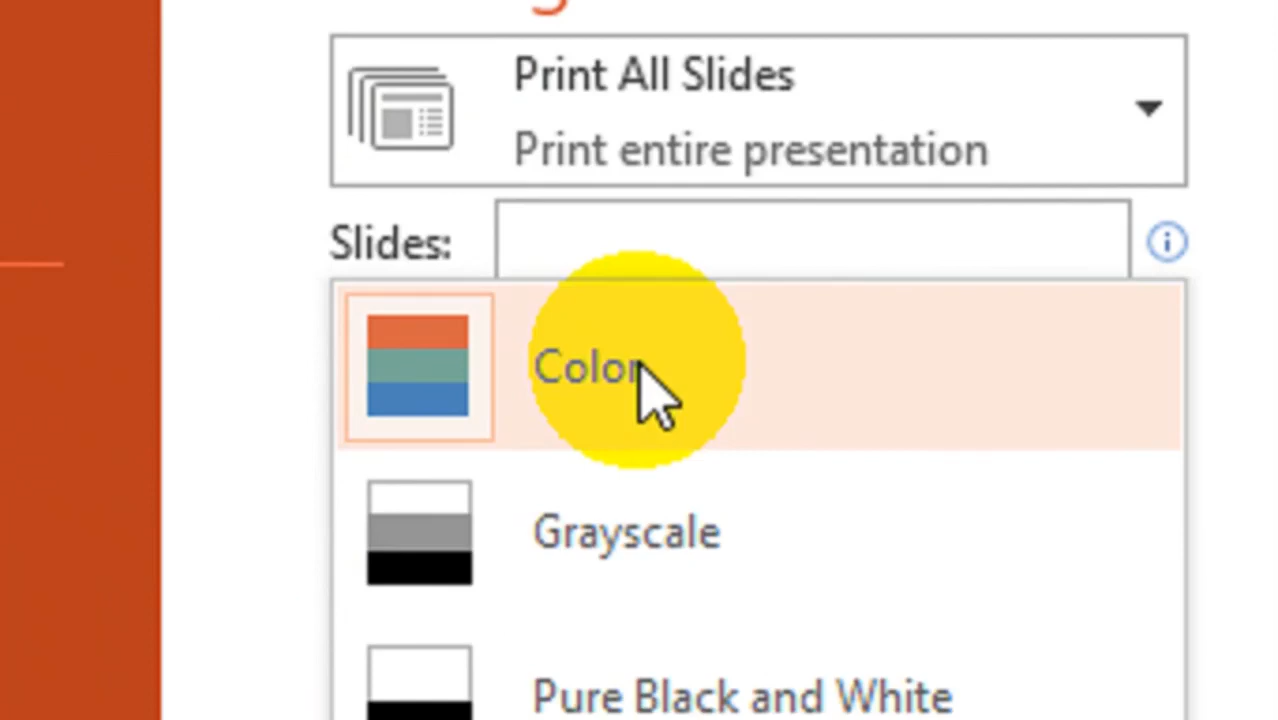 Print All Slides
Print entire presentation
Slides:
Color
Grayscale
Pure Black and White